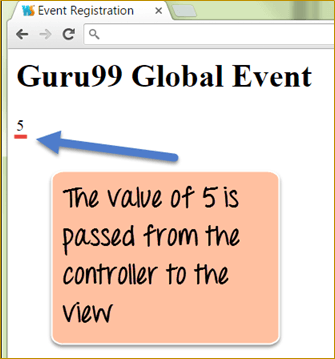 Event Registration
Guru99 Global Event
5
The value of 5 is
passed from the
controller to the
view